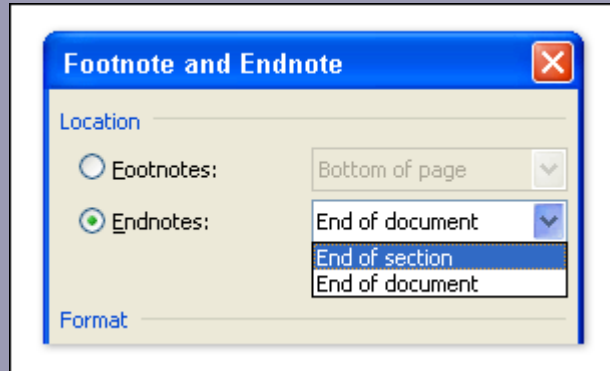 Footnote and Endnote
Location
Footnotes: Bottom of page
Endnotes: End of document
End of section
End of document
Format